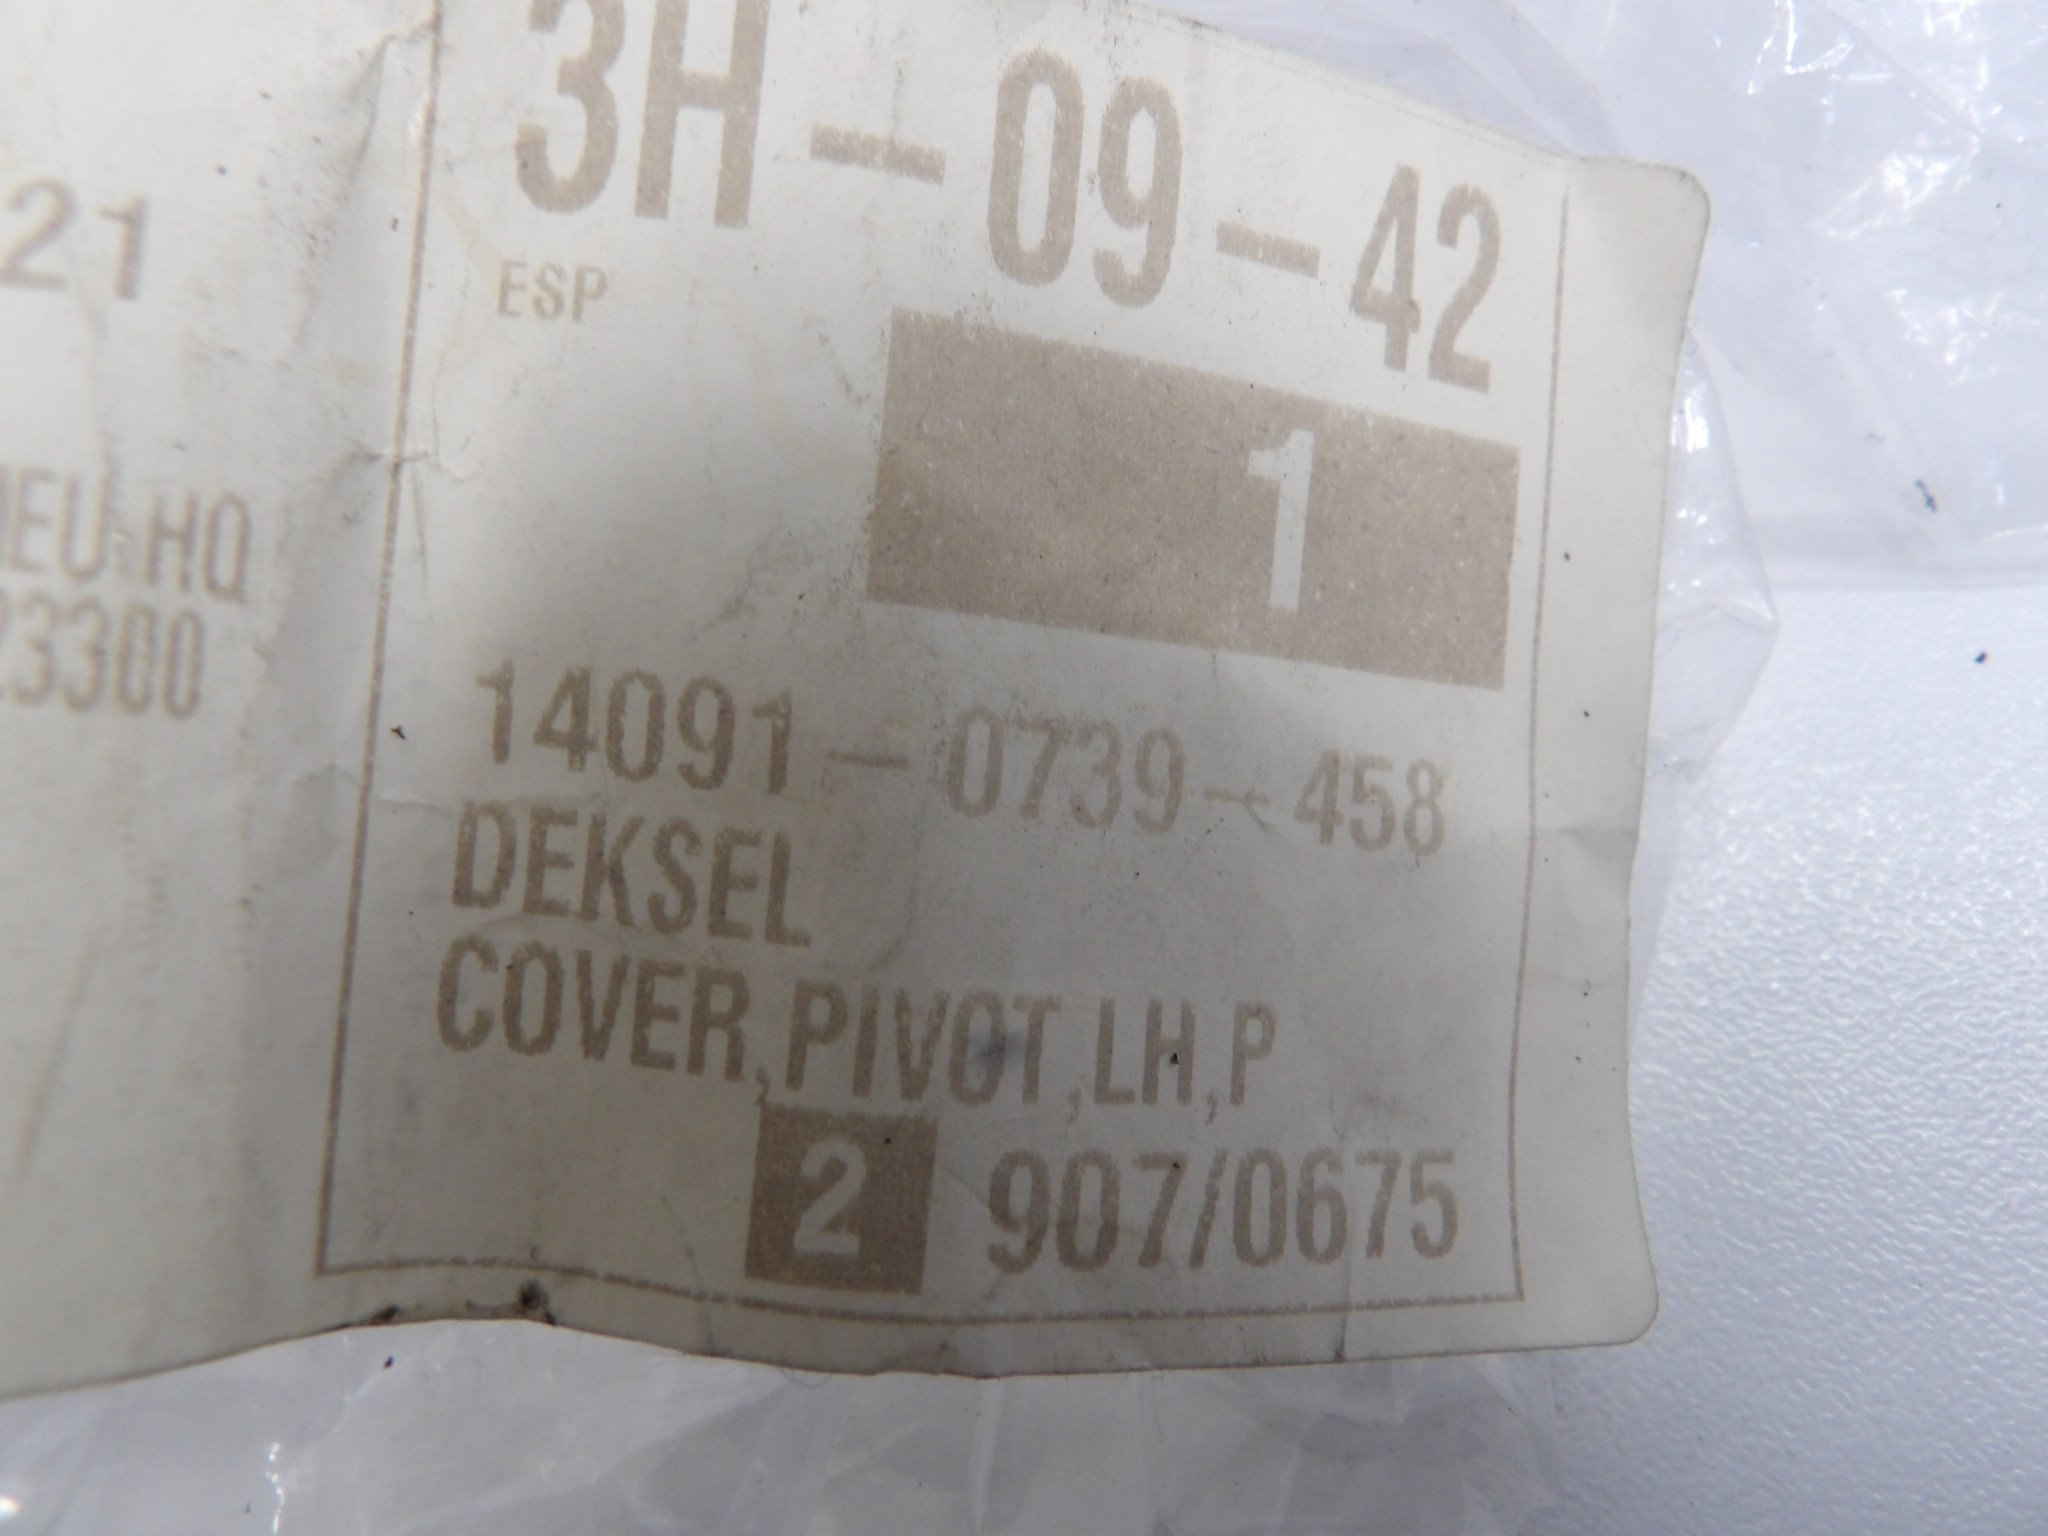 3H-09-42
ESP
21
1
HQ
3300
14091-0739-458
DEKSEL
COVER,PIVOT,LH,P
2 907/0675